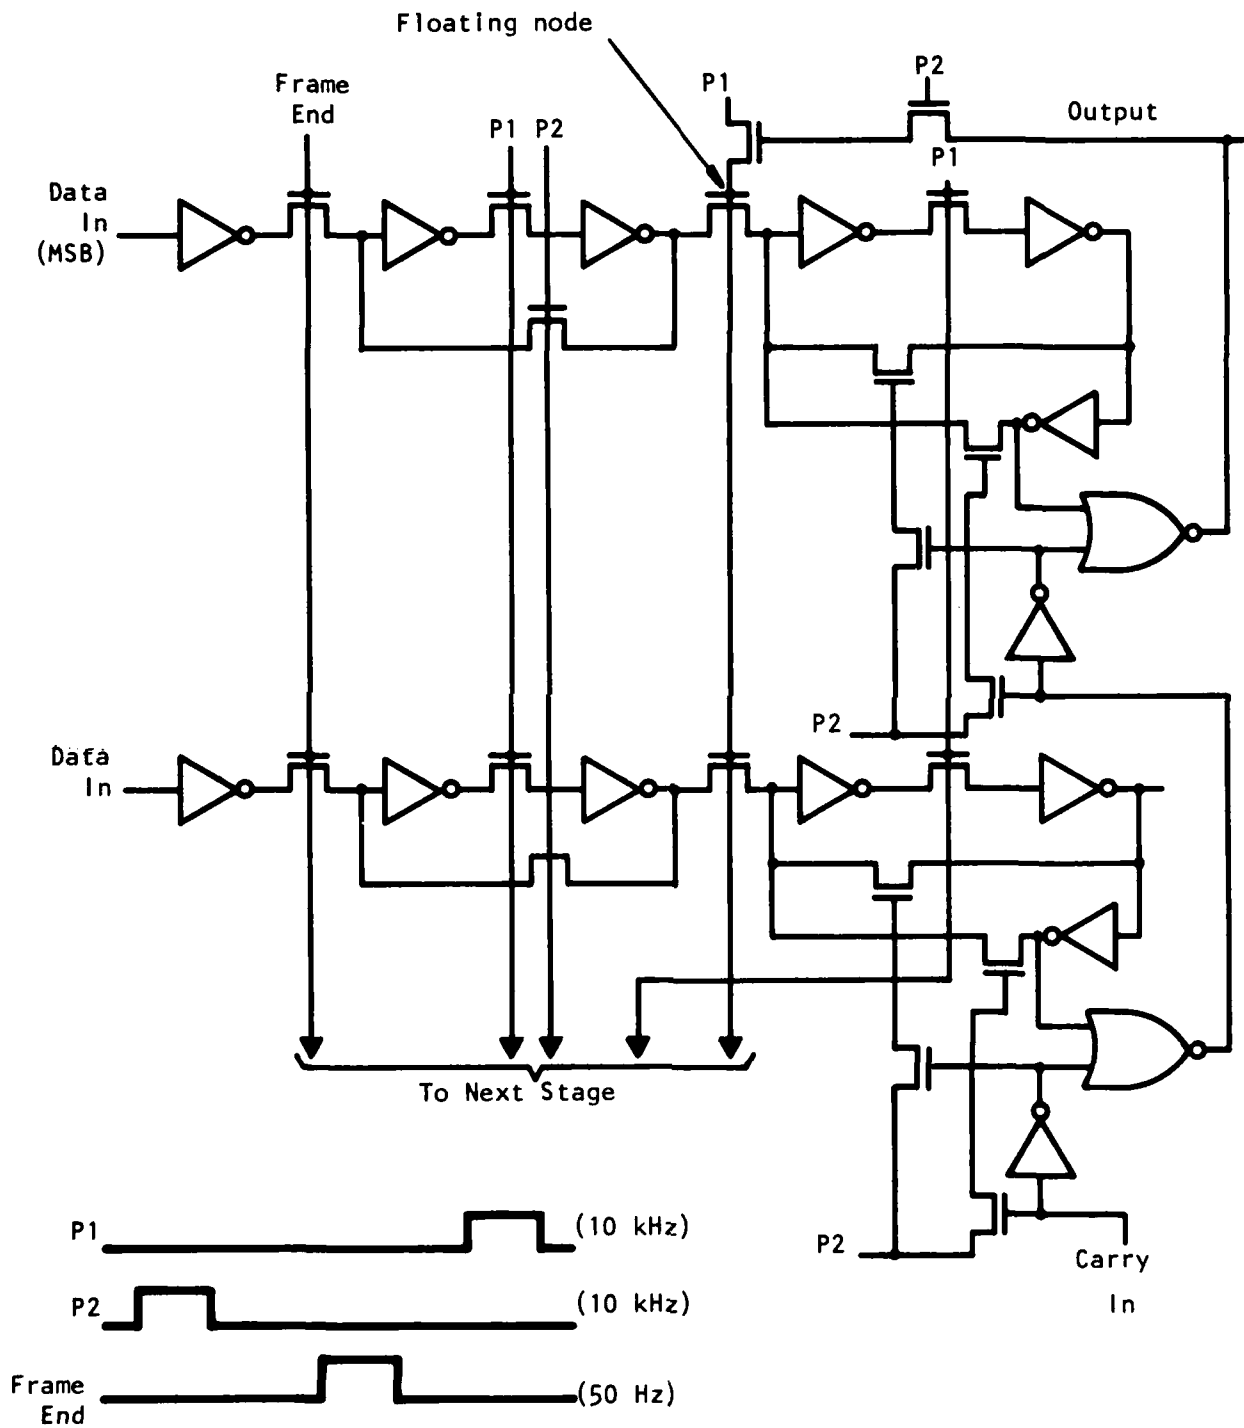 Floating node
P2
P1
Frame
End
Output
P1 P2
P1
Data
In
(MSB)
P2
Data
In
To Next Stage
P1
(10 kHz)
P2
Carry
In
P2
(10 kHz)
Frame
End
(50 Hz)